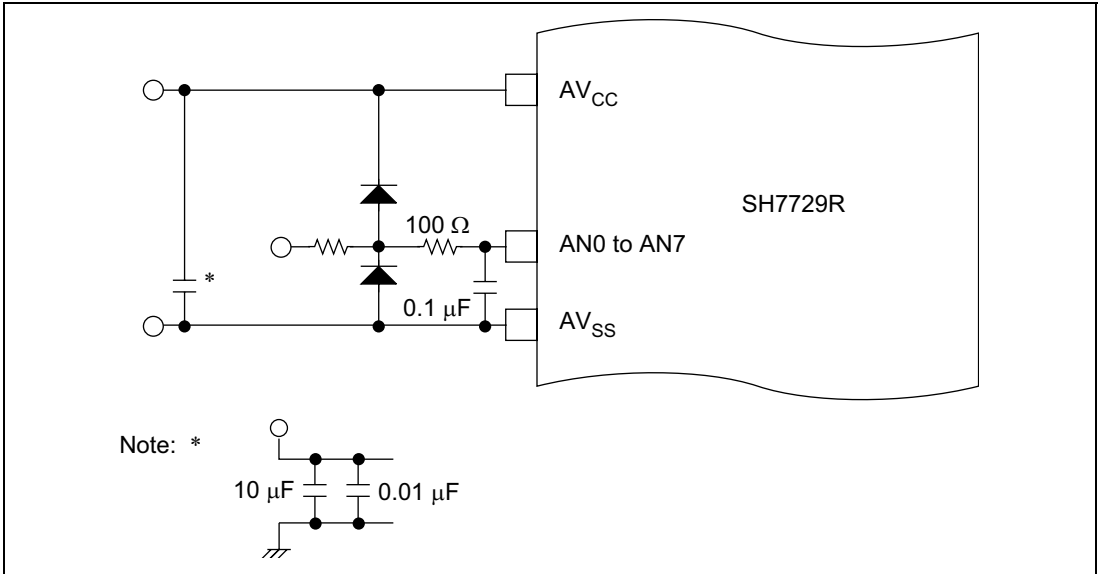 AVCC
SH7729R
100 Ω
AN0 to AN7
*
0.1 μF
AVSS
Note: *
10 μF
0.01 μF